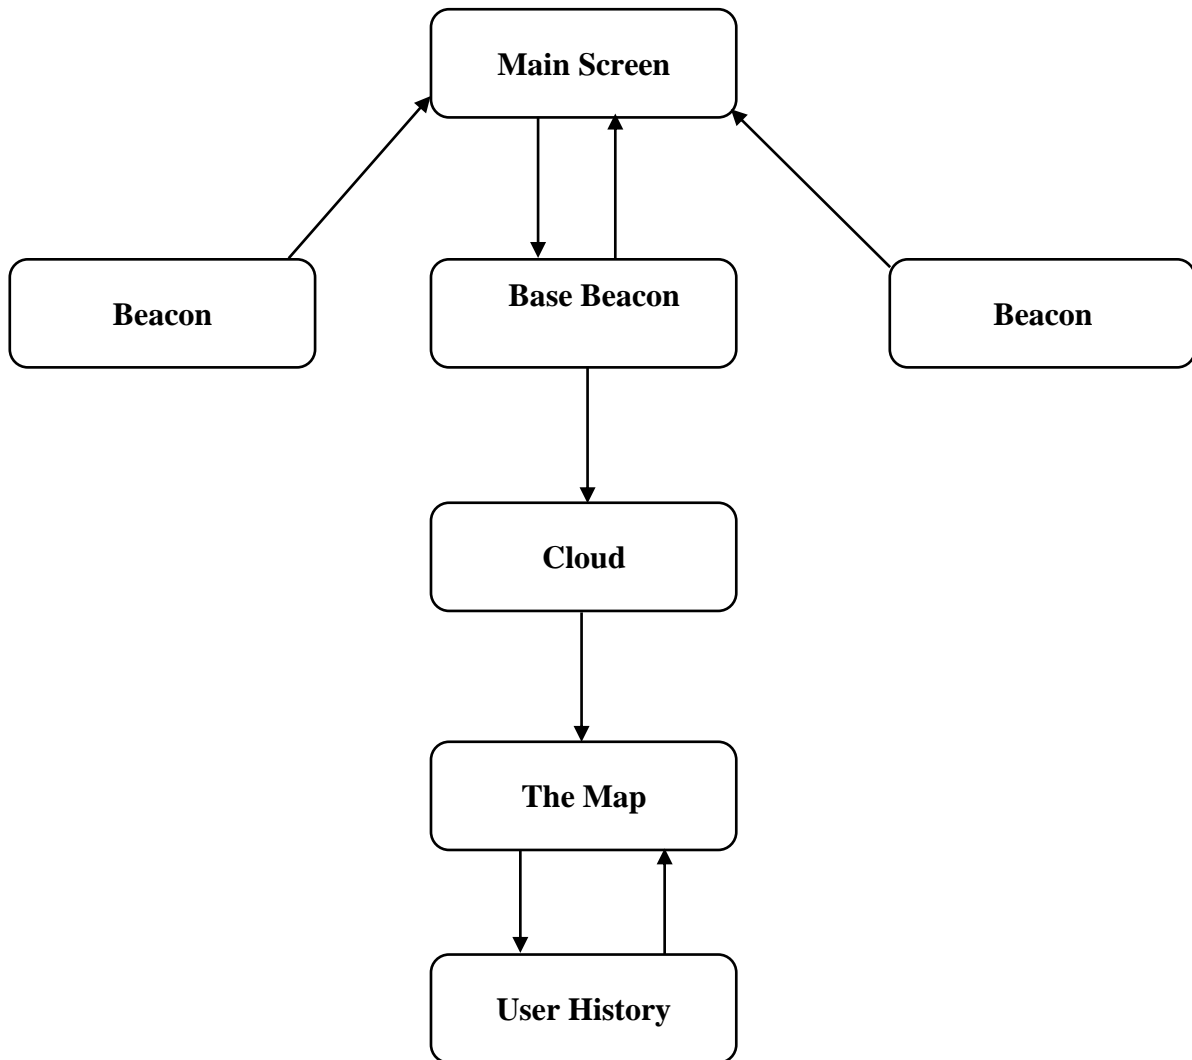 Main Screen
Beacon
Base Beacon
Beacon
Cloud
The Map
User History